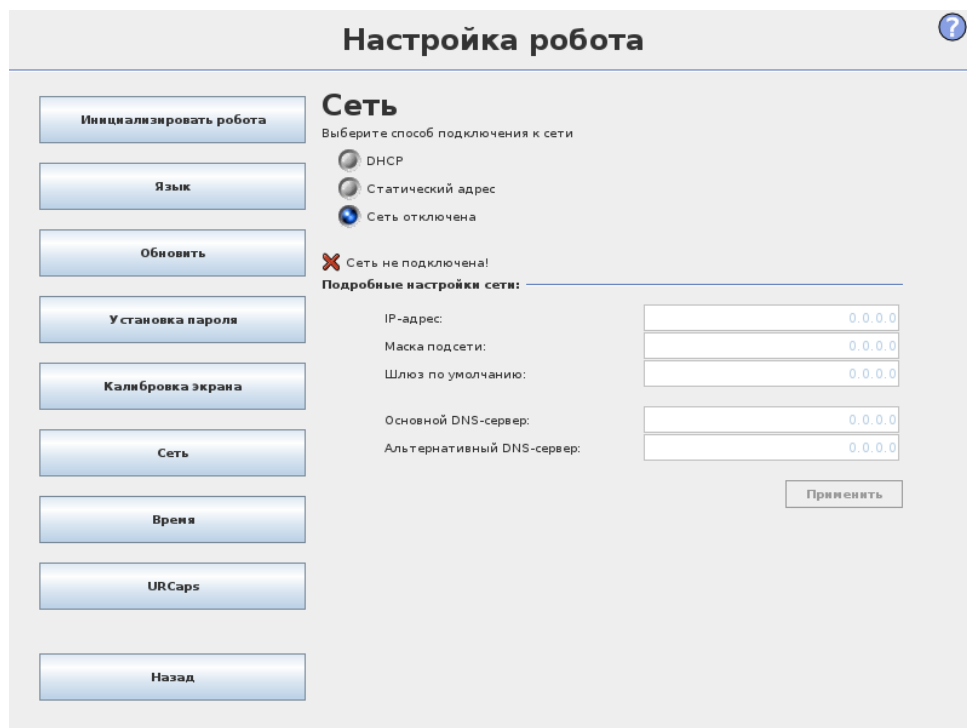 Настройка робота
?
Инициализировать робота
Язык
Обновить
Установка пароля
Калибровка экрана
Сеть
Время
URCaps
Назад
Сеть
Выберите способ подключения к сети
DHCP
Статический адрес
Сеть отключена
Сеть не подключена!
Подробные настройки сети:
IP-адрес: 0.0.0.0
Маска подсети: 0.0.0.0
Шлюз по умолчанию: 0.0.0.0
Основной DNS-сервер: 0.0.0.0
Альтернативный DNS-сервер: 0.0.0.0
Применить